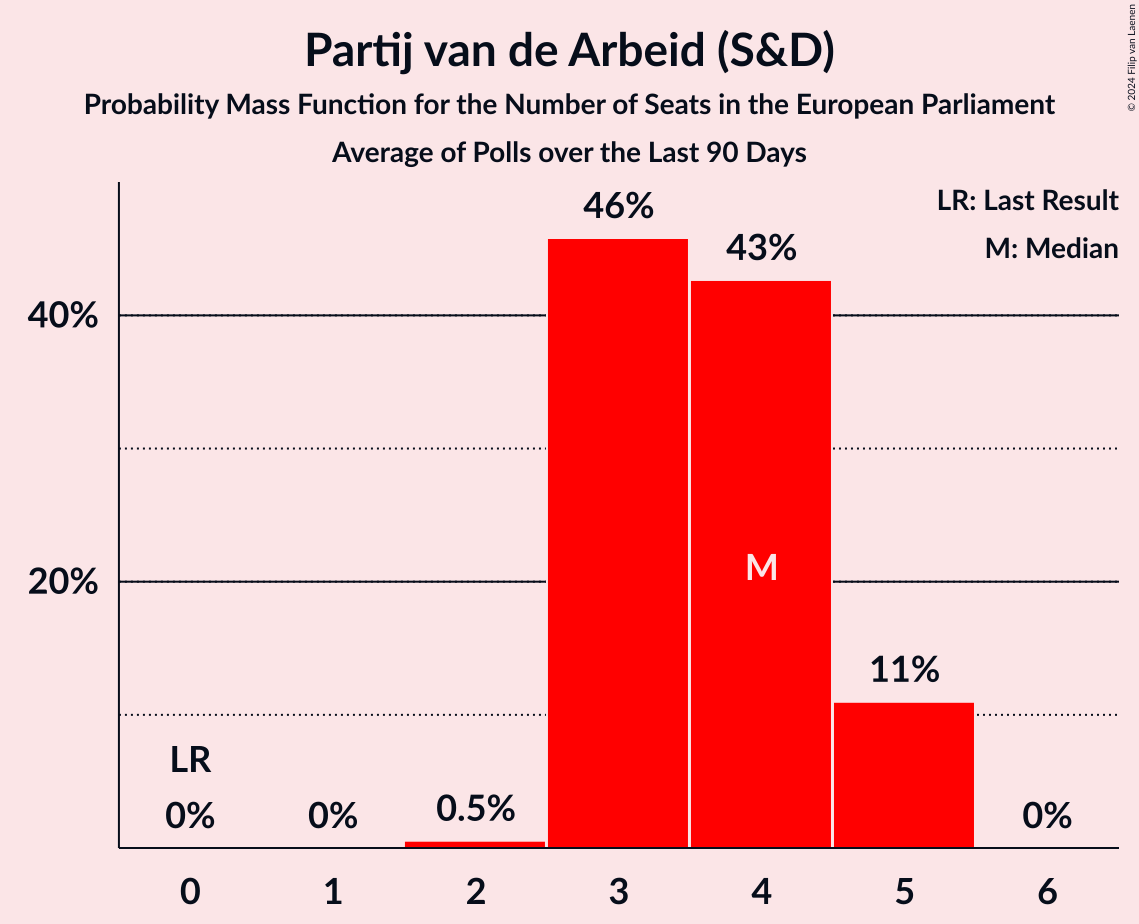 Partij van de Arbeid (S&D)
Probability Mass Function for the Number of Seats in the European Parliament
Average of Polls over the Last 90 Days
© 2024 Filip van Laenen
LR: Last Result
M: Median
46%
43%
40%
M
20%
11%
LR
0%
0%
0.5%
0%
0
1
2
3
4
5
6